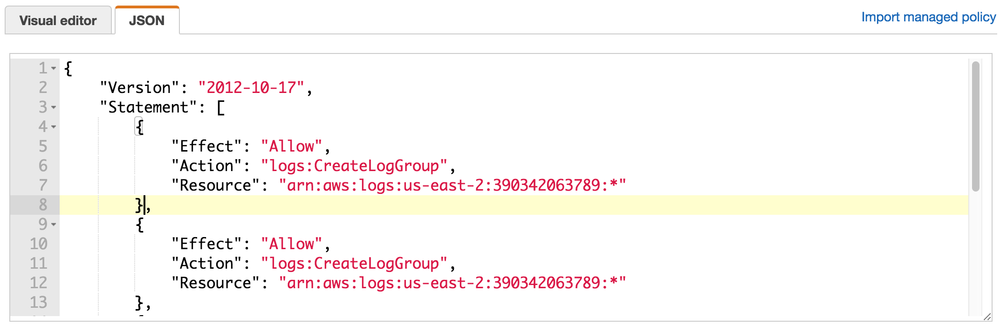 Visual editor JSON Import managed policy
1 {
2 "Version": "2012-10-17",
3 "Statement": [
4 {
5 "Effect": "Allow",
6 "Action": "logs:CreateLogGroup",
7 "Resource": "arn:aws:logs:us-east-2:390342063789:*"
8 },
9 {
10 "Effect": "Allow",
11 "Action": "logs:CreateLogGroup",
12 "Resource": "arn:aws:logs:us-east-2:390342063789:*"
13 },